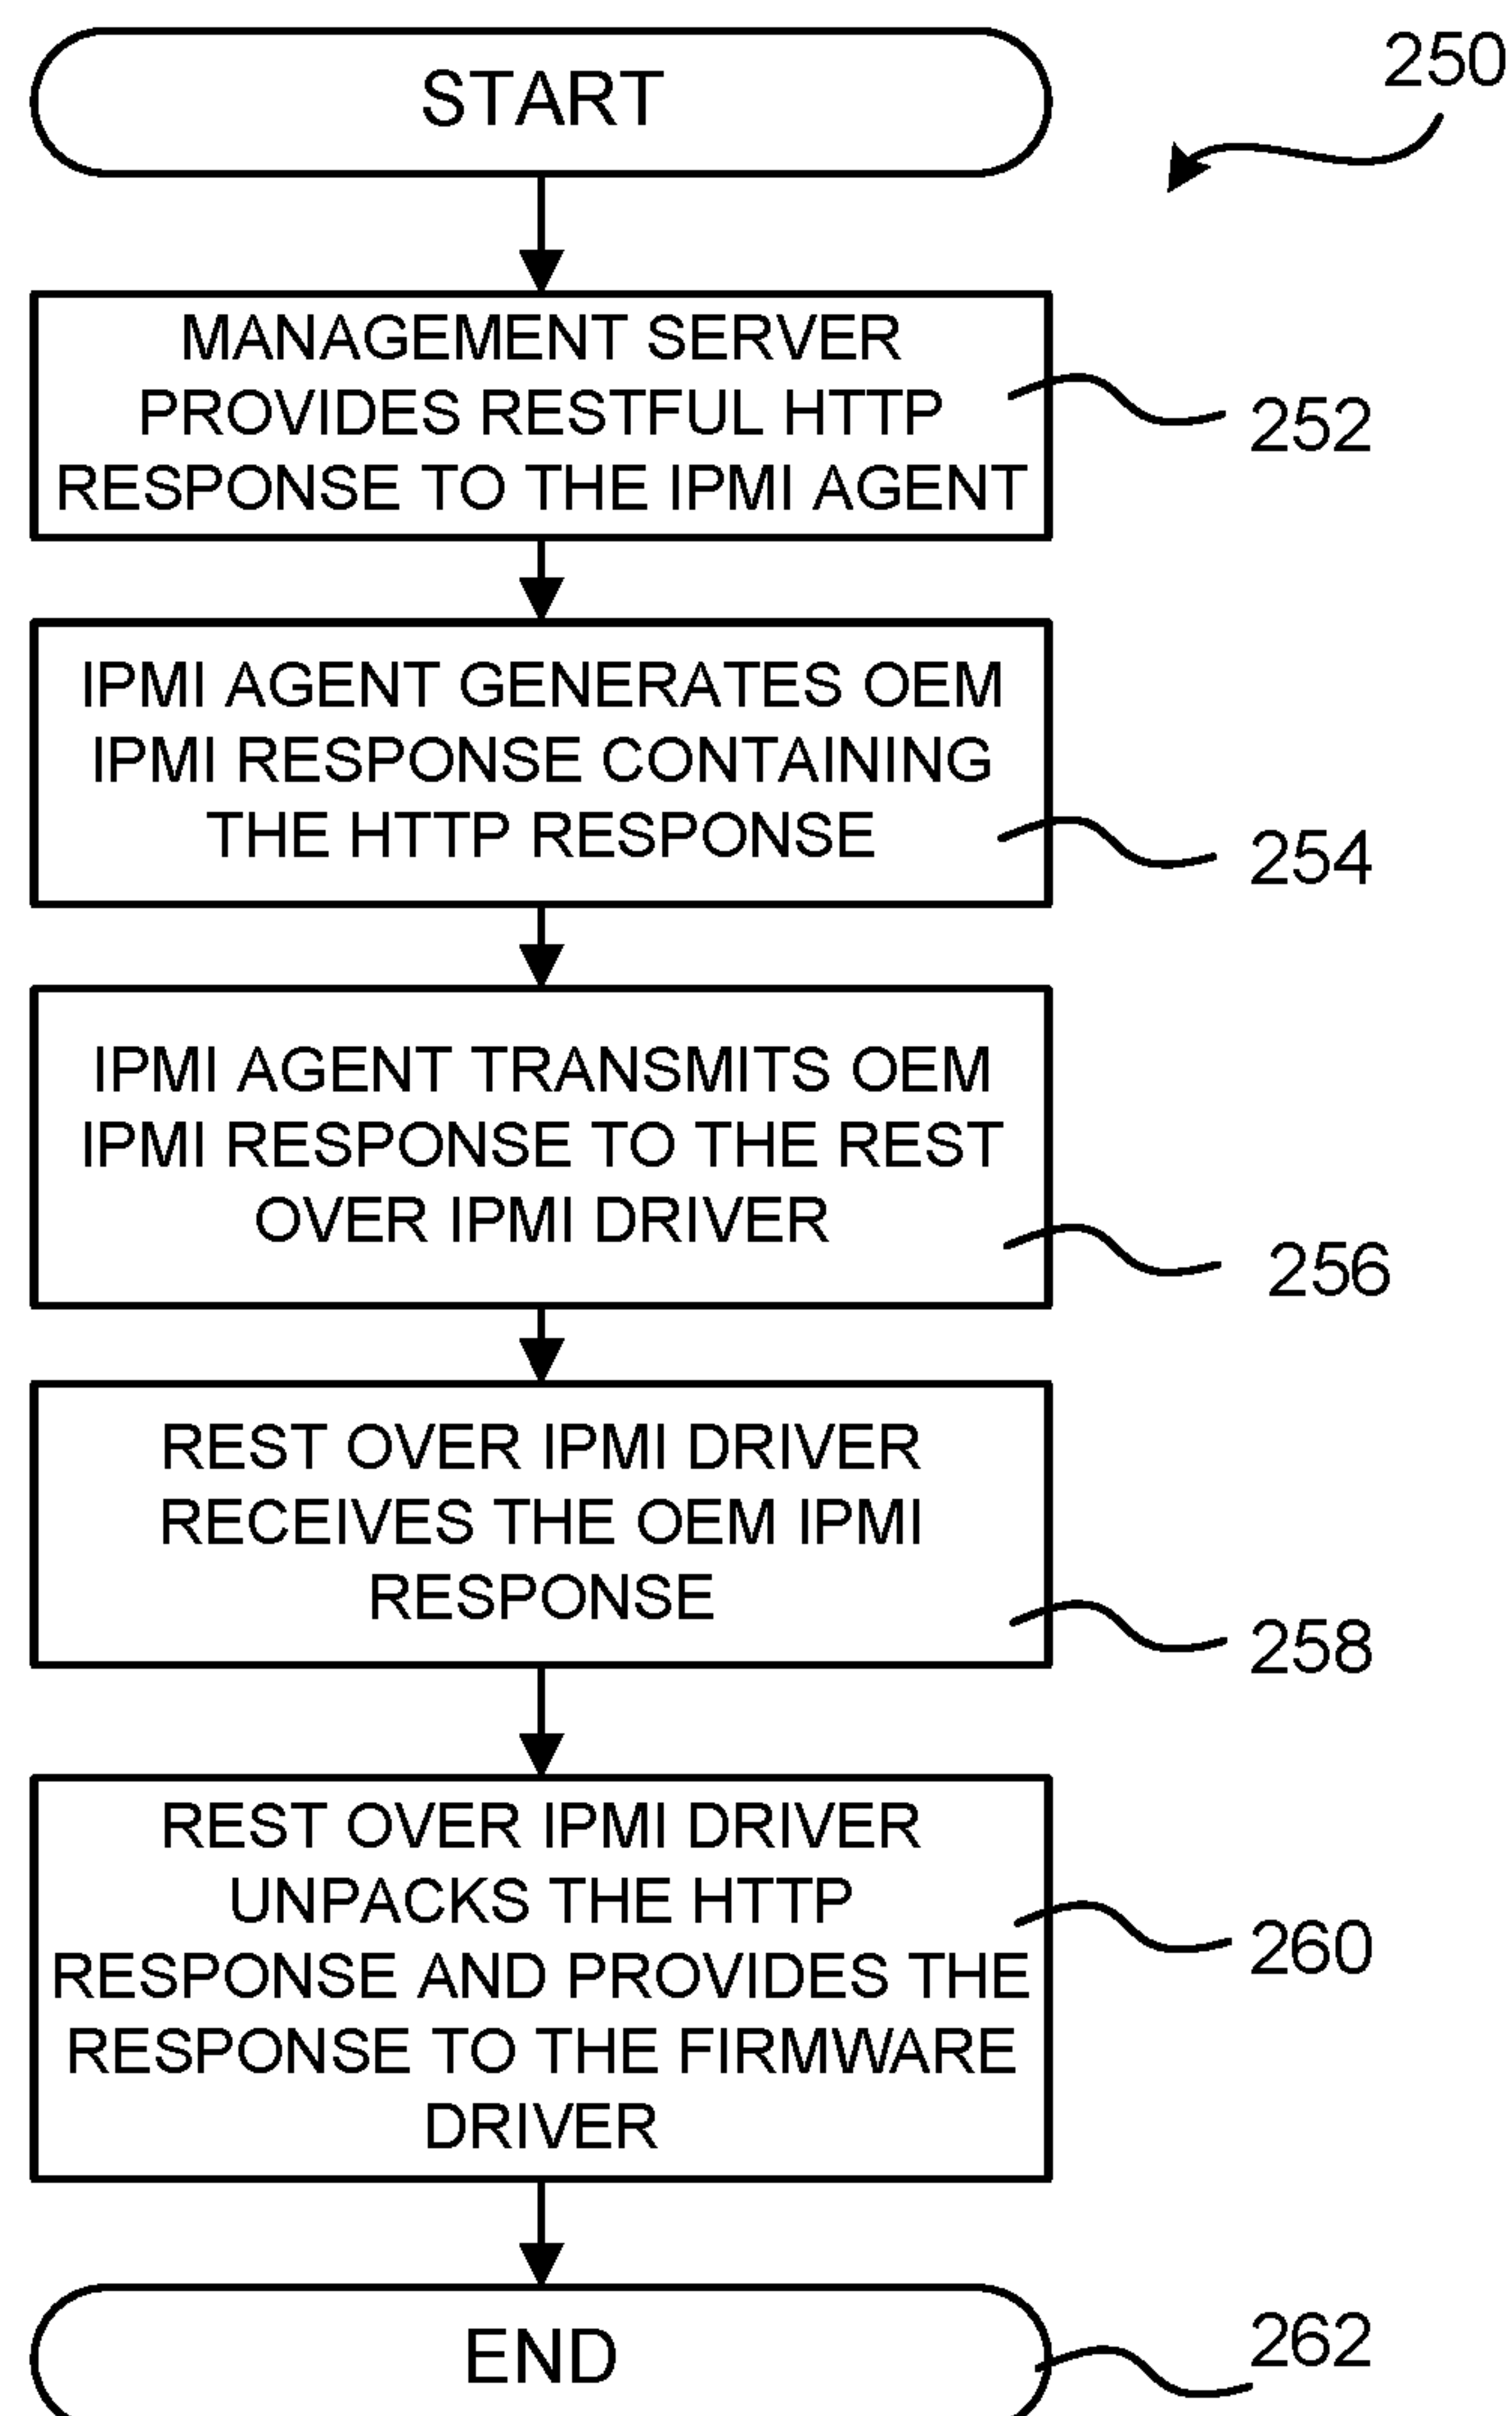 START
250
MANAGEMENT SERVER
PROVIDES RESTFUL HTTP
RESPONSE TO THE IPMI AGENT
252
IPMI AGENT GENERATES OEM
IPMI RESPONSE CONTAINING
THE HTTP RESPONSE
254
IPMI AGENT TRANSMITS OEM
IPMI RESPONSE TO THE REST
OVER IPMI DRIVER
256
REST OVER IPMI DRIVER
RECEIVES THE OEM IPMI
RESPONSE
258
REST OVER IPMI DRIVER
UNPACKS THE HTTP
RESPONSE AND PROVIDES THE
RESPONSE TO THE FIRMWARE
DRIVER
260
END
262